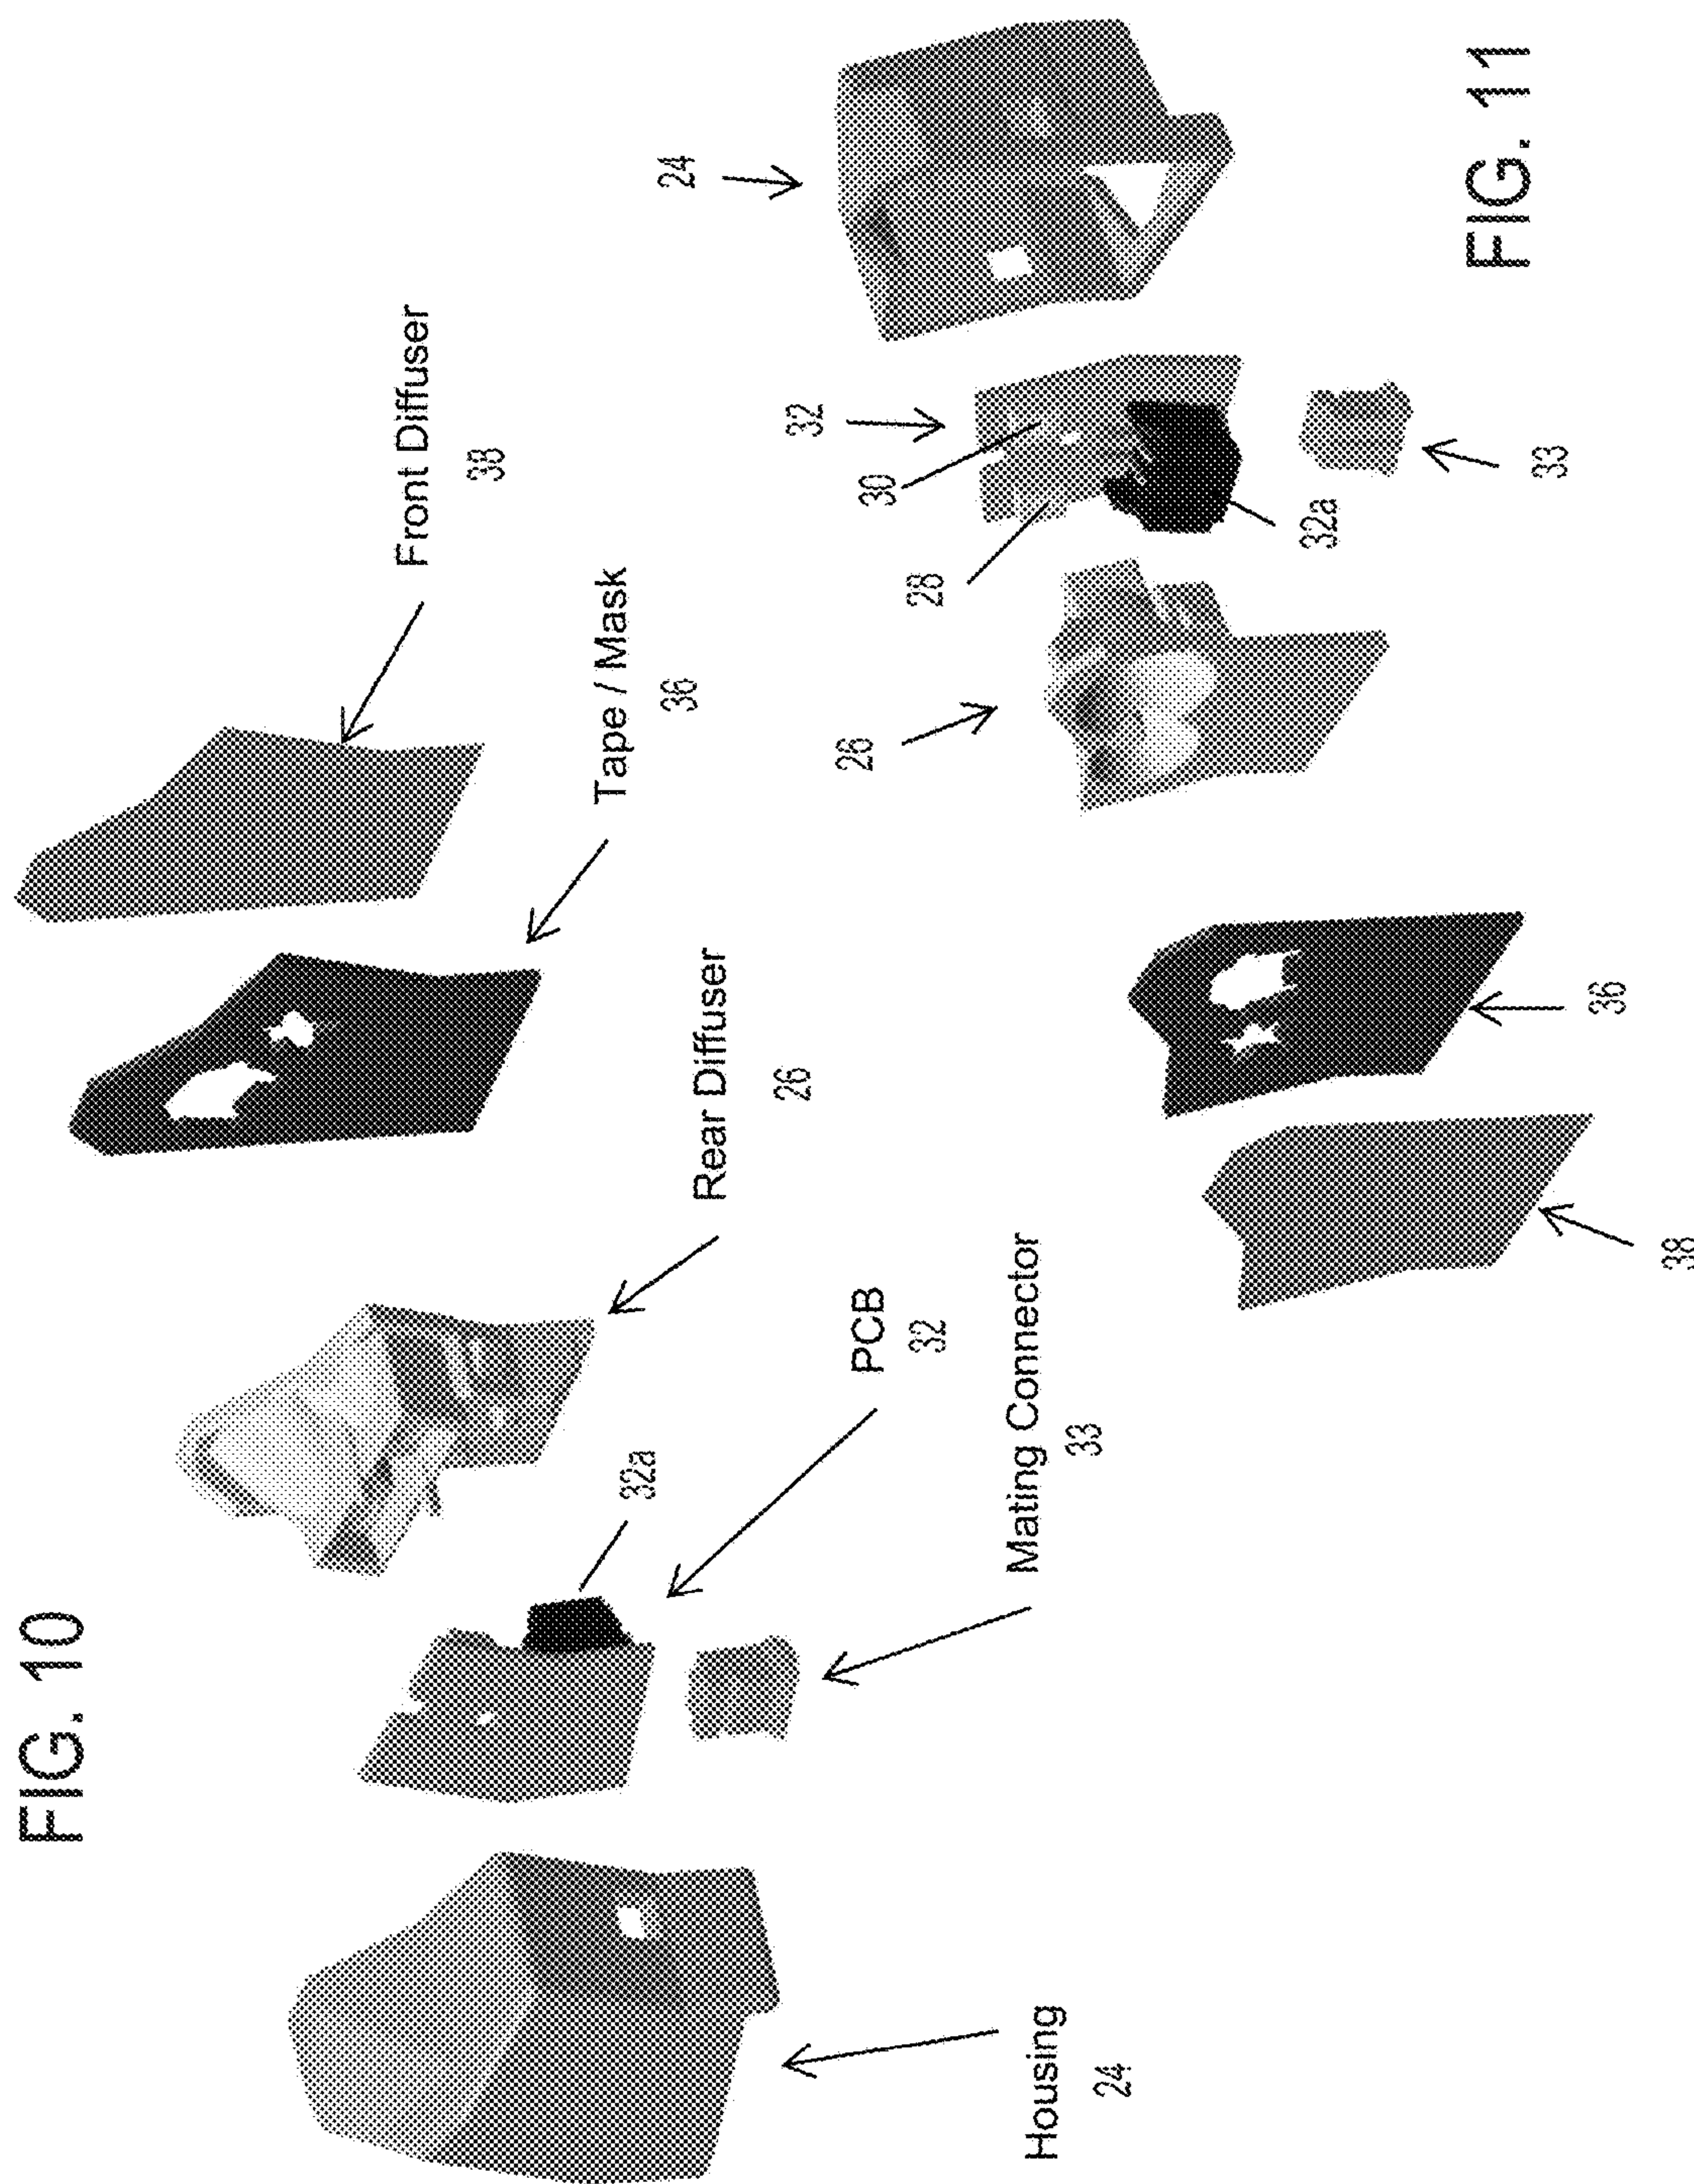 FIG. 10
Housing
24
Mating Connector
33
PCB
32
32a
Rear Diffuser
26
Tape / Mask
36
Front Diffuser
38
FIG. 11
24
32
30
28
32a
33
26
36
38